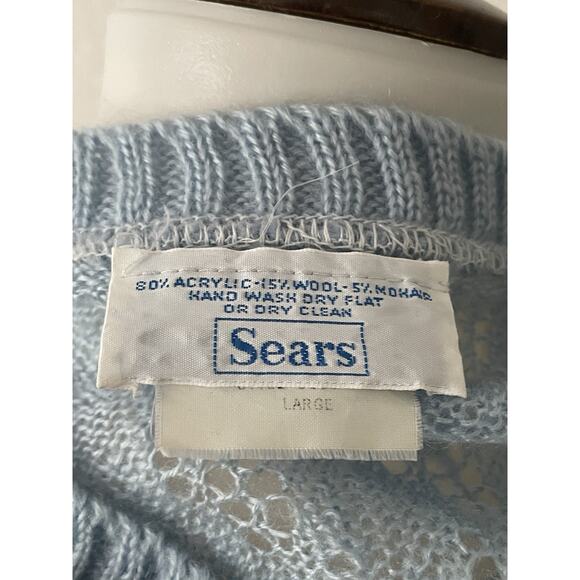 80% ACRYLIC-15% WOOL-5% MOHAIR
HAND WASH DRY FLAT
OR DRY CLEAN
Sears
LARGE